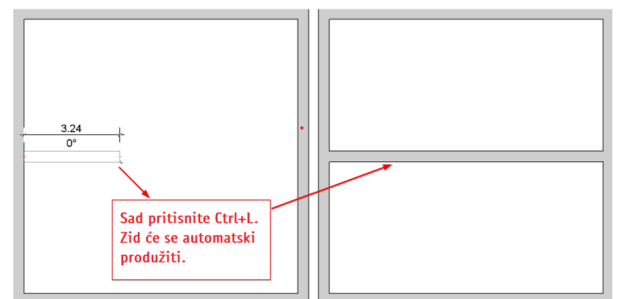 3.24
0°
Sad pritisnite Ctrl+L.
Zid će se automatski
produžiti.